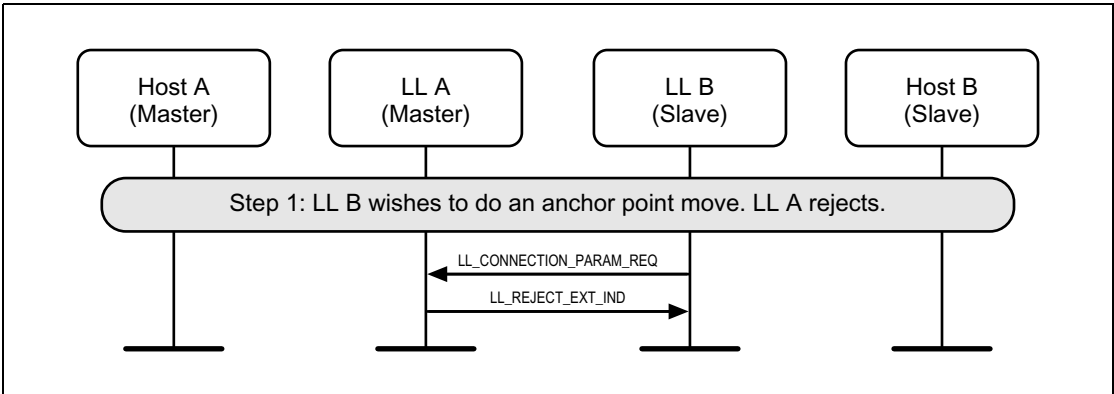 Host A
(Master)
LL A
(Master)
LL B
(Slave)
Host B
(Slave)
Step 1: LL B wishes to do an anchor point move. LL A rejects.
LL_CONNECTION_PARAM_REQ
LL_REJECT_EXT_IND